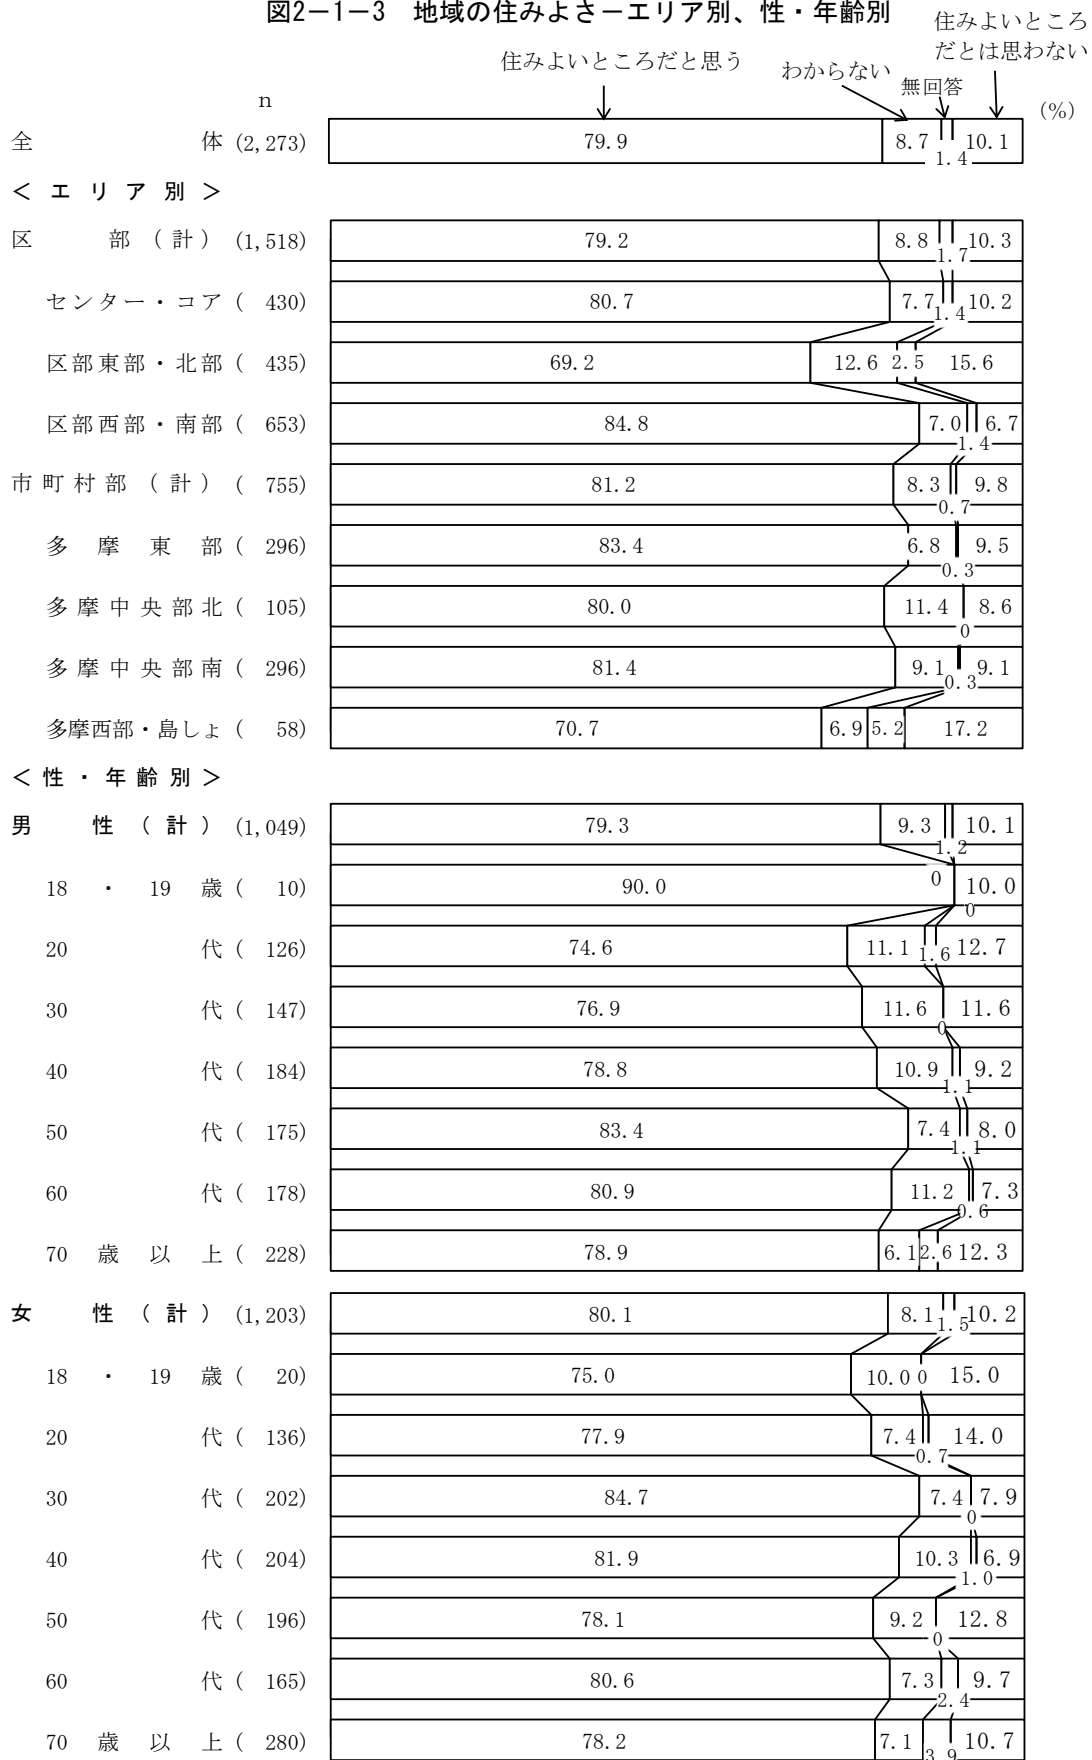 図2－1－3　地域の住みよさ－エリア別、性・年齢別
住みよいところだと思う
わからない
無回答
住みよいところ
だとは思わない
n
(%)
全体 (2,273) 79.9 8.7 1.4 10.1
＜エリア別＞
区部（計） (1,518) 79.2 8.8 1.7 10.3
センター・コア ( 430) 80.7 7.7 1.4 10.2
区部東部・北部 ( 435) 69.2 12.6 2.5 15.6
区部西部・南部 ( 653) 84.8 7.0 1.4 6.7
市町村部（計） ( 755) 81.2 8.3 0.7 9.8
多摩東部 ( 296) 83.4 6.8 0.3 9.5
多摩中央部北 ( 105) 80.0 11.4 0 8.6
多摩中央部南 ( 296) 81.4 9.1 0.3 9.1
多摩西部・島しょ ( 58) 70.7 6.9 5.2 17.2
＜性・年齢別＞
男性（計） (1,049) 79.3 9.3 1.2 10.1
18・19歳 ( 10) 90.0 0 0 10.0
20代 ( 126) 74.6 11.1 1.6 12.7
30代 ( 147) 76.9 11.6 0 11.6
40代 ( 184) 78.8 10.9 1.1 9.2
50代 ( 175) 83.4 7.4 1.1 8.0
60代 ( 178) 80.9 11.2 0.6 7.3
70歳以上 ( 228) 78.9 6.1 2.6 12.3
女性（計） (1,203) 80.1 8.1 1.5 10.2
18・19歳 ( 20) 75.0 10.0 0 15.0
20代 ( 136) 77.9 7.4 0.7 14.0
30代 ( 202) 84.7 7.4 0 7.9
40代 ( 204) 81.9 10.3 1.0 6.9
50代 ( 196) 78.1 9.2 0 12.8
60代 ( 165) 80.6 7.3 2.4 9.7
70歳以上 ( 280) 78.2 7.1 3.9 10.7